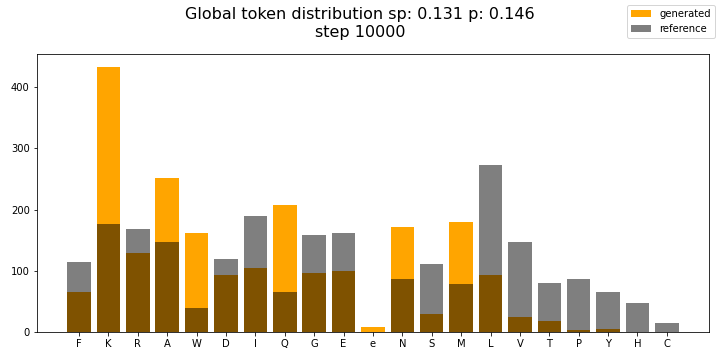 Global token distribution sp: 0.131 p: 0.146
step 10000
generated
reference
400
300
200
100
0
F K R A W D I Q G E e N S M L V T P Y H C